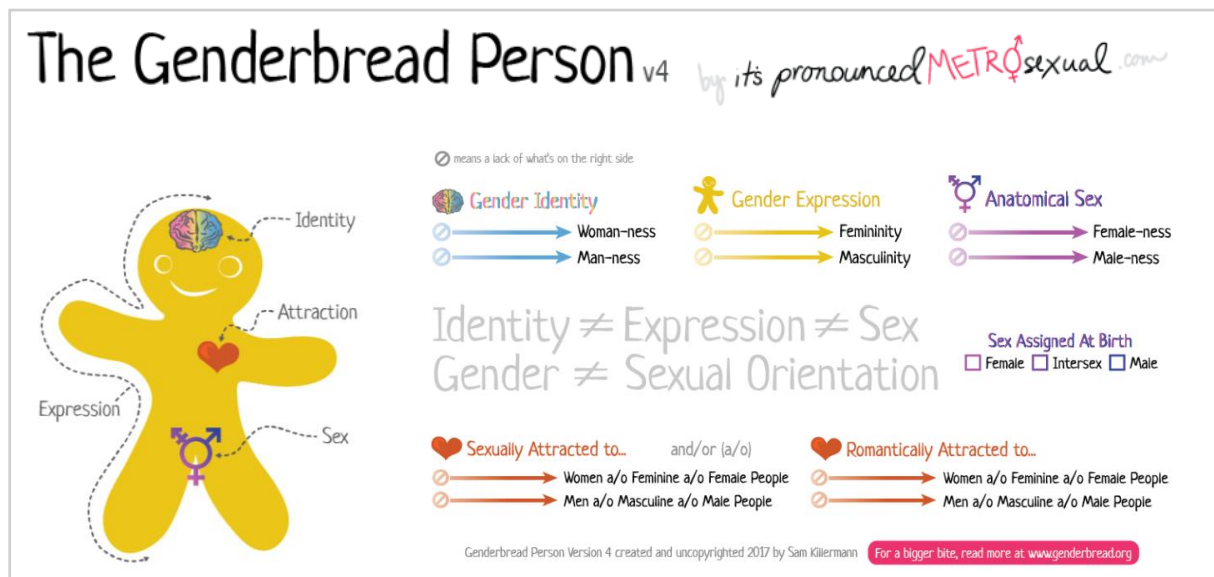 The Genderbread Person v4 by it's pronounced METROsexual.com
means a lack of what's on the right side
Identity
Attraction
Expression
Sex
Gender Identity
Woman-ness
Man-ness
Gender Expression
Femininity
Masculinity
Anatomical Sex
Female-ness
Male-ness
Identity ≠ Expression ≠ Sex
Gender ≠ Sexual Orientation
Sex Assigned At Birth
Female Intersex Male
Sexually Attracted to... and/or (a/o)
Women a/o Feminine a/o Female People
Men a/o Masculine a/o Male People
Romantically Attracted to...
Women a/o Feminine a/o Female People
Men a/o Masculine a/o Male People
Genderbread Person Version 4 created and uncopyrighted 2017 by Sam Killermann
For a bigger bite, read more at www.genderbread.org